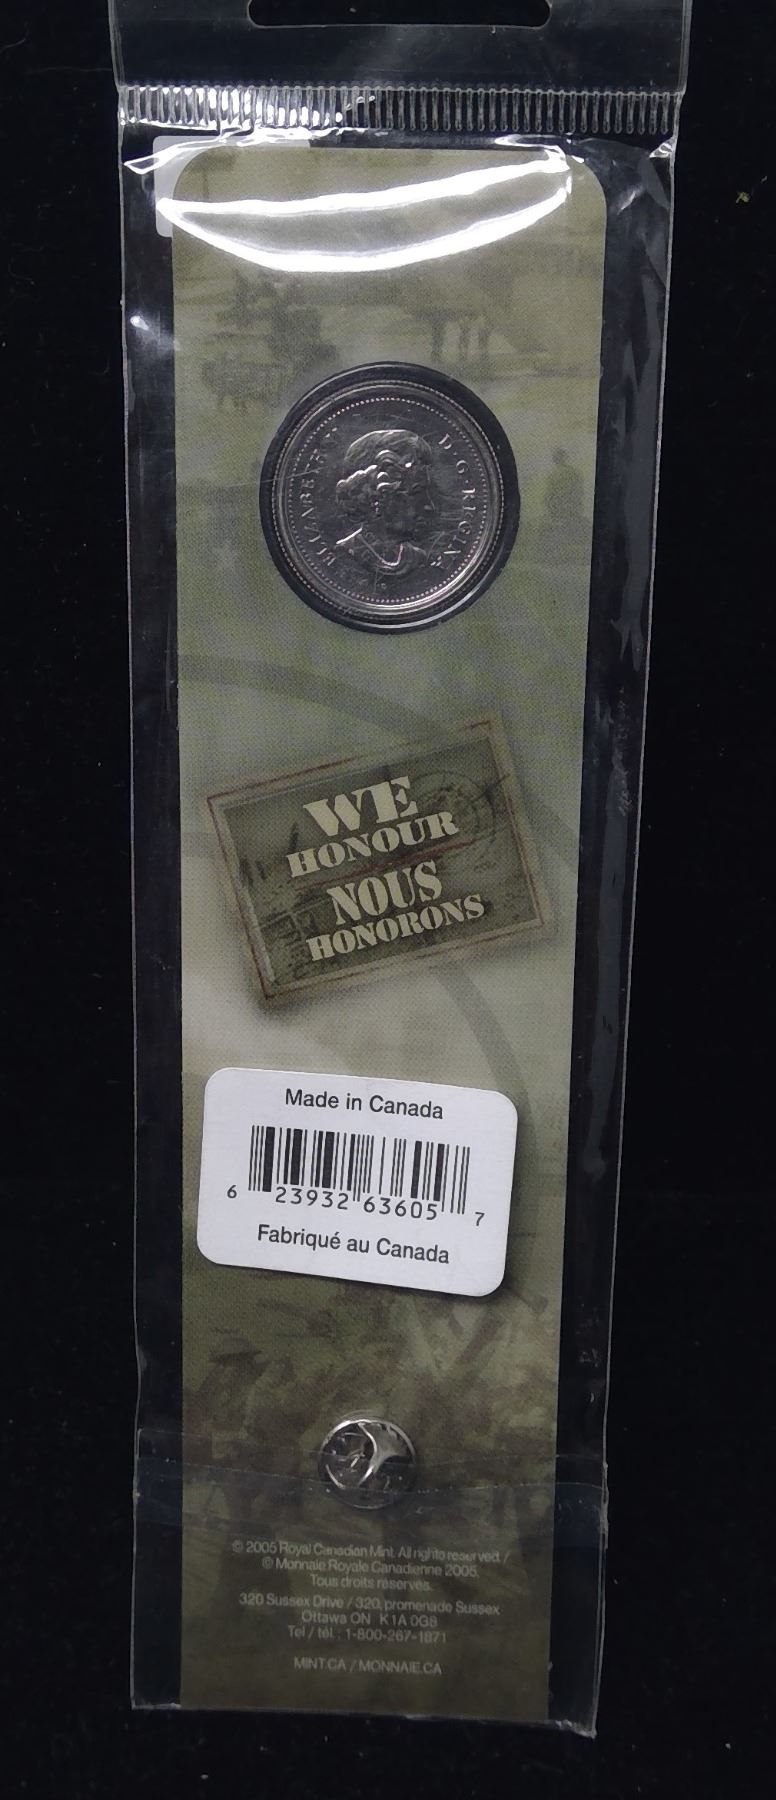 ELIZABETH II
D·G·REGINA
WE
HONOUR
NOUS
HONORONS
Made in Canada
6 23932 63605 7
Fabriqué au Canada
© 2005 Royal Canadian Mint. All rights reserved. /
© Monnaie Royale Canadienne 2005.
Tous droits réservés.
320 Sussex Drive / 320, promenade Sussex
Ottawa ON K1A 0G8
Tel / tél.: 1-800-267-1871
MINT.CA / MONNAIE.CA